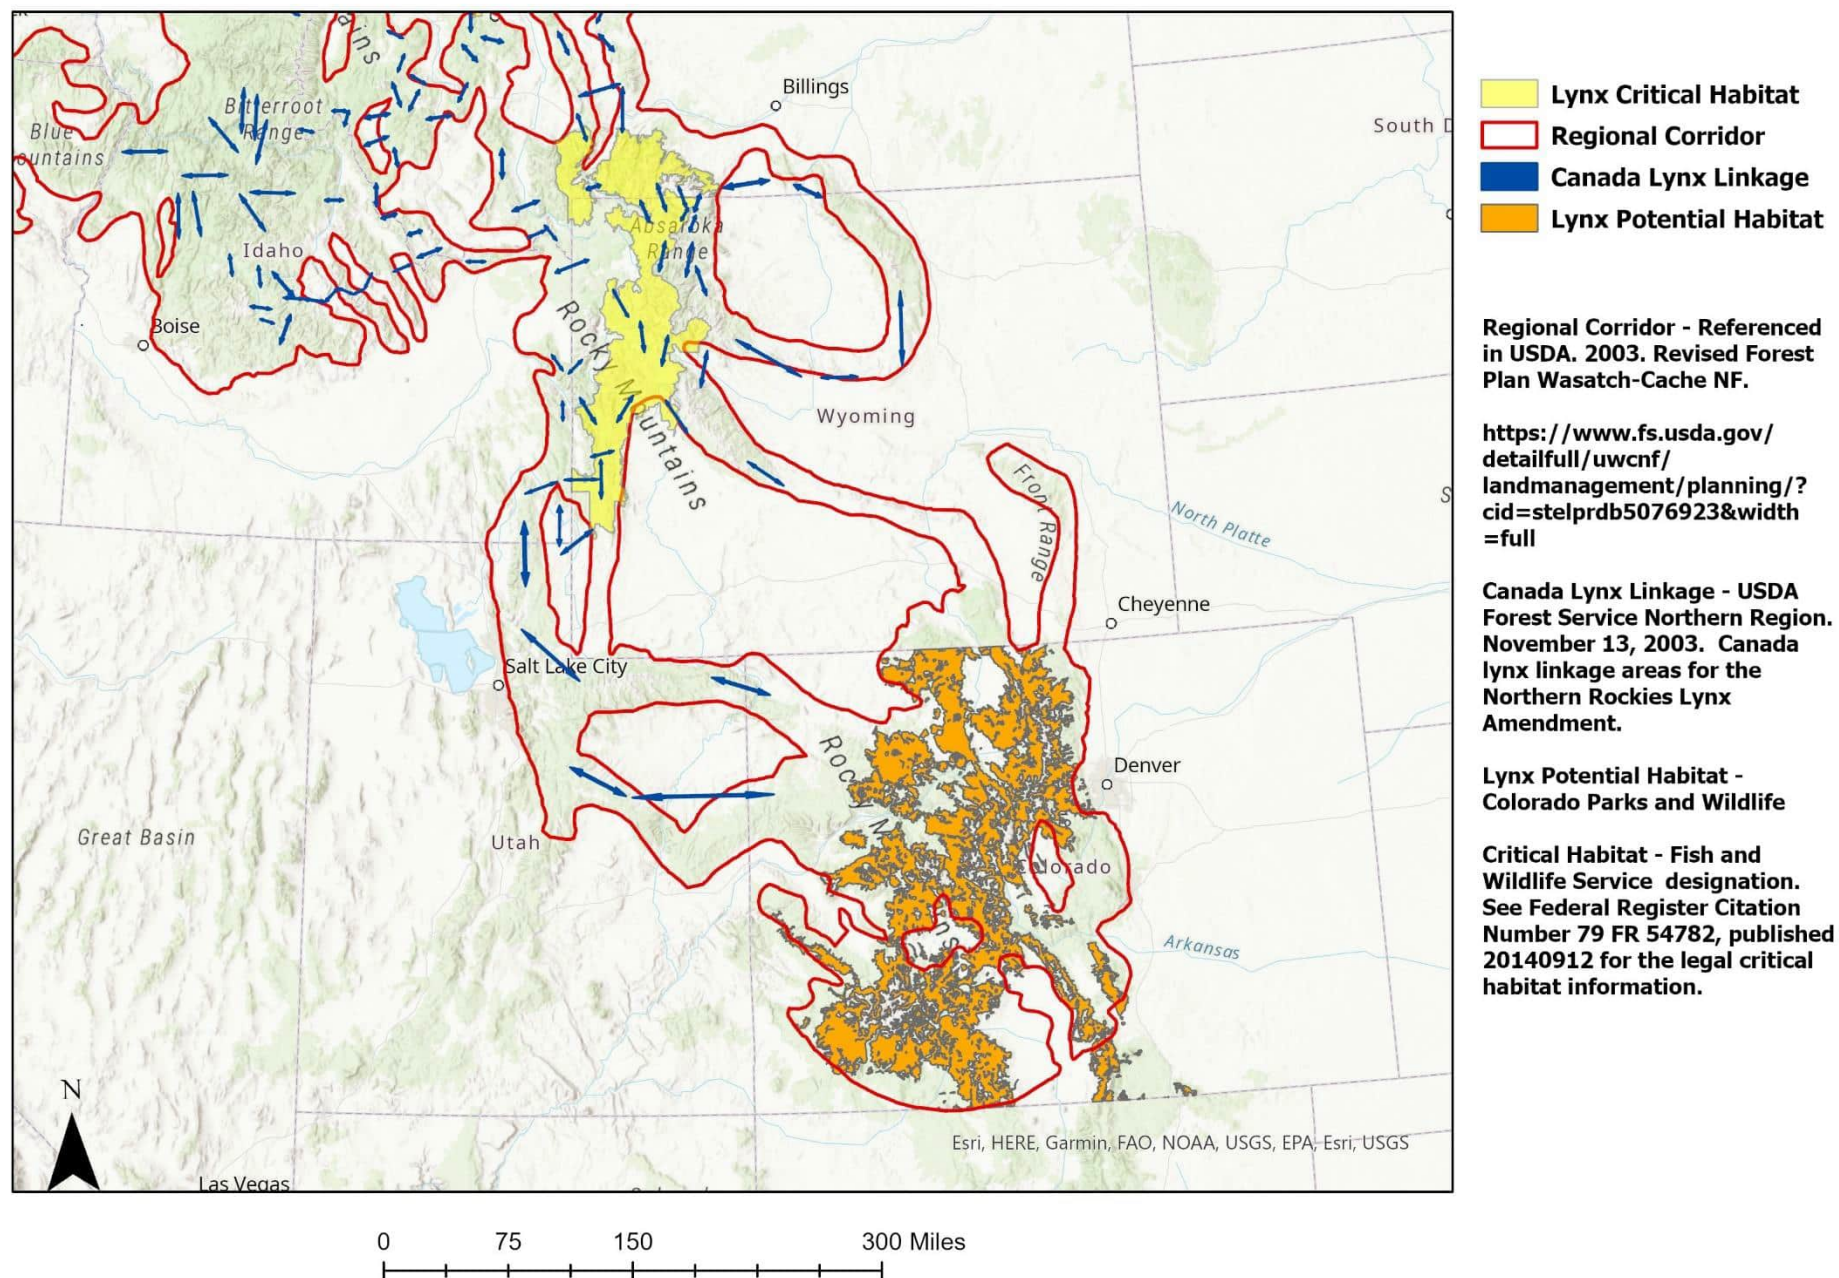 ains
Billings
Bitterroot
Range
Blue
ountains
South D
Absaroka
Range
Idaho
Boise
Rocky Mountains
Wyoming
Front Range
North Platte
Cheyenne
Salt Lake City
Rocky M
ns
Denver
Great Basin
Utah
Colorado
Arkansas
N
Las Vegas
Esri, HERE, Garmin, FAO, NOAA, USGS, EPA, Esri, USGS
0 75 150 300 Miles
Lynx Critical Habitat
Regional Corridor
Canada Lynx Linkage
Lynx Potential Habitat
Regional Corridor - Referenced
in USDA. 2003. Revised Forest
Plan Wasatch-Cache NF.
https://www.fs.usda.gov/
detailfull/uwcnf/
landmanagement/planning/?
cid=stelprdb5076923&width
=full
Canada Lynx Linkage - USDA
Forest Service Northern Region.
November 13, 2003.  Canada
lynx linkage areas for the
Northern Rockies Lynx
Amendment.
Lynx Potential Habitat -
Colorado Parks and Wildlife
Critical Habitat - Fish and
Wildlife Service  designation.
See Federal Register Citation
Number 79 FR 54782, published
20140912 for the legal critical
habitat information.